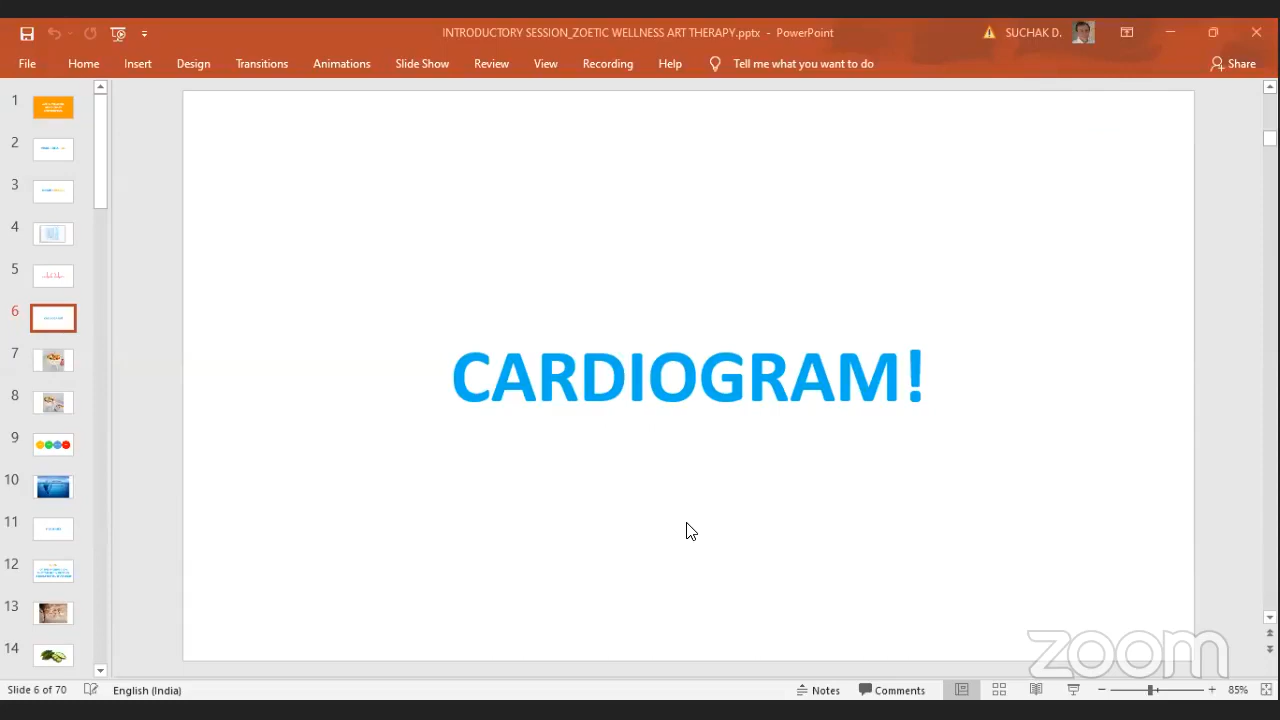 INTRODUCTORY SESSION_ZOETIC WELLNESS ART THERAPY.pptx - PowerPoint
SUCHAK D.
File Home Insert Design Transitions Animations Slide Show Review View Recording Help Tell me what you want to do Share
1
2
3
4
5
6
7
8
9
10
11
12
13
14
CARDIOGRAM!
zoom
Slide 6 of 70 English (India) Notes Comments 85%